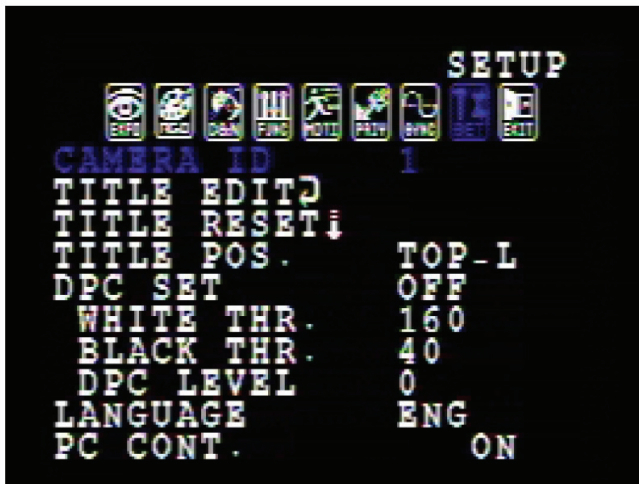 SETUP
EXPO D&N FUNC MOTI PRIV SYNC SET EXIT
CAMERA ID 1
TITLE EDIT
TITLE RESET
TITLE POS. TOP-L
DPC SET OFF
WHITE THR. 160
BLACK THR. 40
DPC LEVEL 0
LANGUAGE ENG
PC CONT. ON